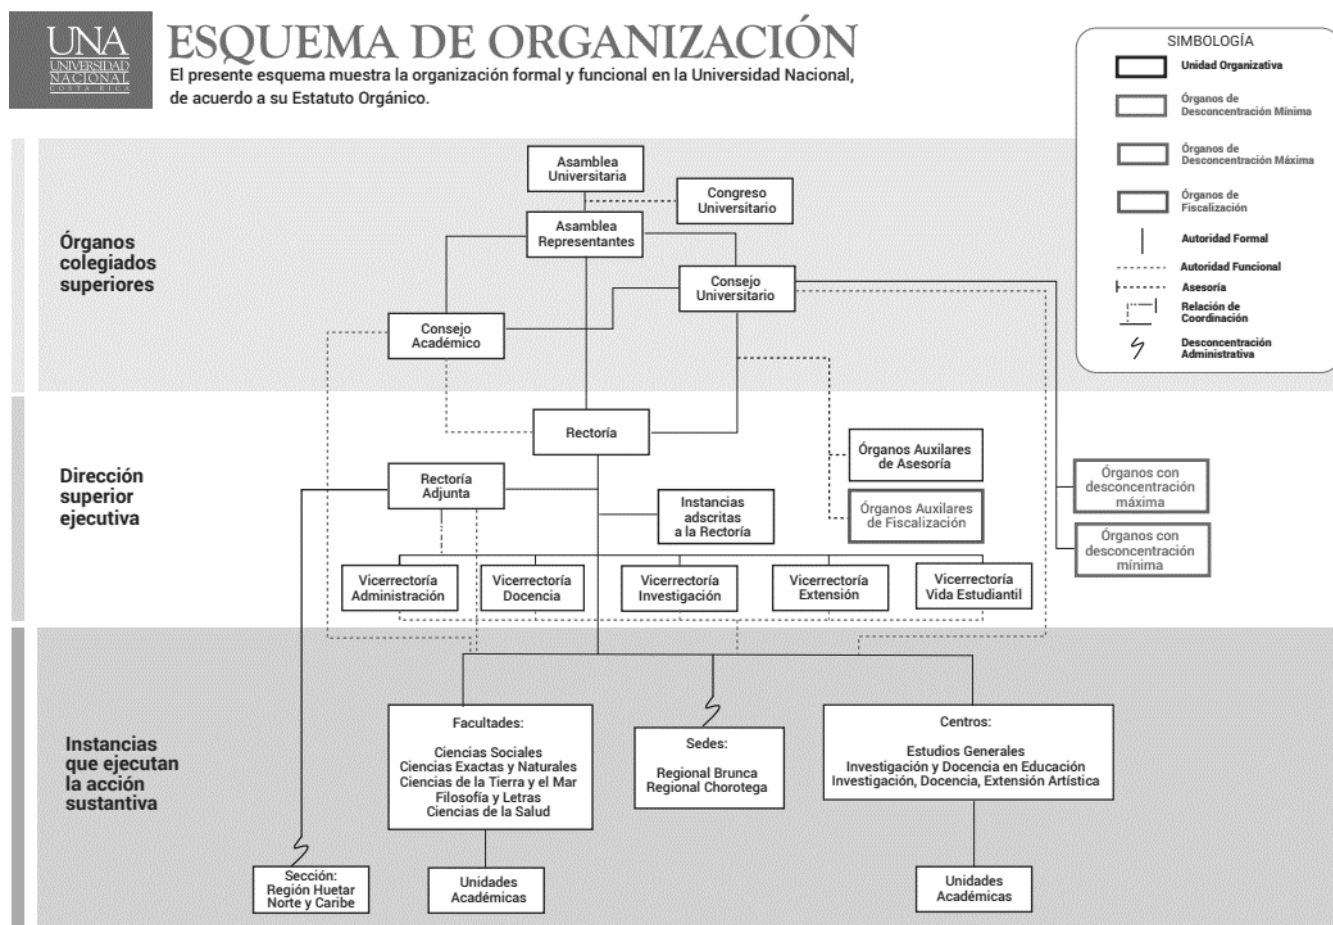 UNA
UNIVERSIDAD
NACIONAL
COSTA RICA
ESQUEMA DE ORGANIZACIÓN
El presente esquema muestra la organización formal y funcional en la Universidad Nacional,
de acuerdo a su Estatuto Orgánico.
SIMBOLOGÍA
Unidad Organizativa
Órganos de
Desconcentración Mínima
Órganos de
Desconcentración Máxima
Órganos de
Fiscalización
Autoridad Formal
Autoridad Funcional
Asesoría
Relación de
Coordinación
Desconcentración
Administrativa
Órganos
colegiados
superiores
Asamblea
Universitaria
Congreso
Universitario
Asamblea
Representantes
Consejo
Universitario
Consejo
Académico
Dirección
superior
ejecutiva
Rectoría
Rectoría
Adjunta
Instancias
adscritas
a la Rectoría
Órganos Auxilares
de Asesoría
Órganos Auxilares
de Fiscalización
Órganos con
desconcentración
máxima
Órganos con
desconcentración
mínima
Vicerrectoría
Administración
Vicerrectoría
Docencia
Vicerrectoría
Investigación
Vicerrectoría
Extensión
Vicerrectoría
Vida Estudiantil
Instancias
que ejecutan
la acción
sustantiva
Facultades:
Ciencias Sociales
Ciencias Exactas y Naturales
Ciencias de la Tierra y el Mar
Filosofía y Letras
Ciencias de la Salud
Sedes:
Regional Brunca
Regional Chorotega
Centros:
Estudios Generales
Investigación y Docencia en Educación
Investigación, Docencia, Extensión Artística
Sección:
Región Huetar
Norte y Caribe
Unidades
Académicas
Unidades
Académicas